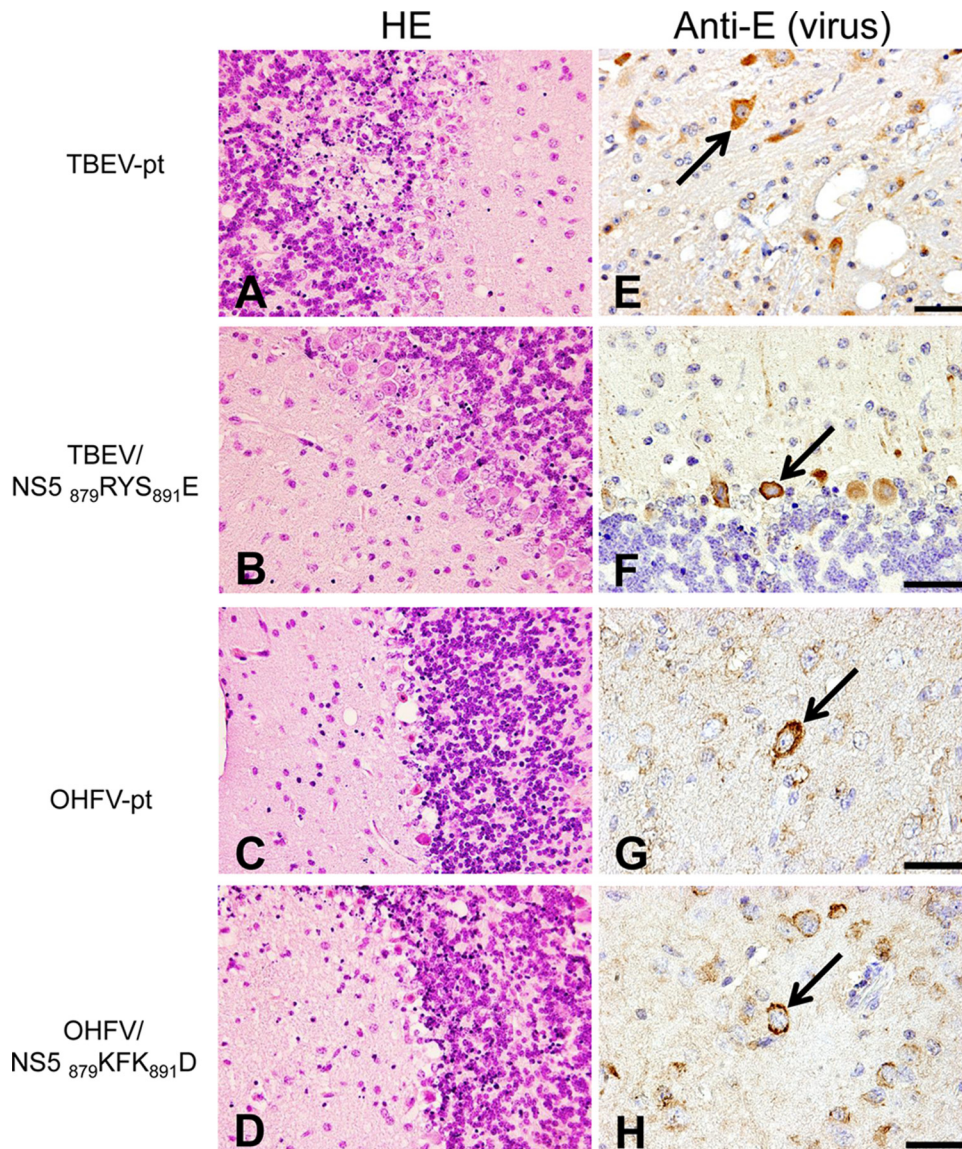 HE
Anti-E (virus)
TBEV-pt
A
E
TBEV/
NS5 ₈₇₉RYS₈₉₁E
B
F
OHFV-pt
C
G
OHFV/
NS5 ₈₇₉KFK₈₉₁D
D
H